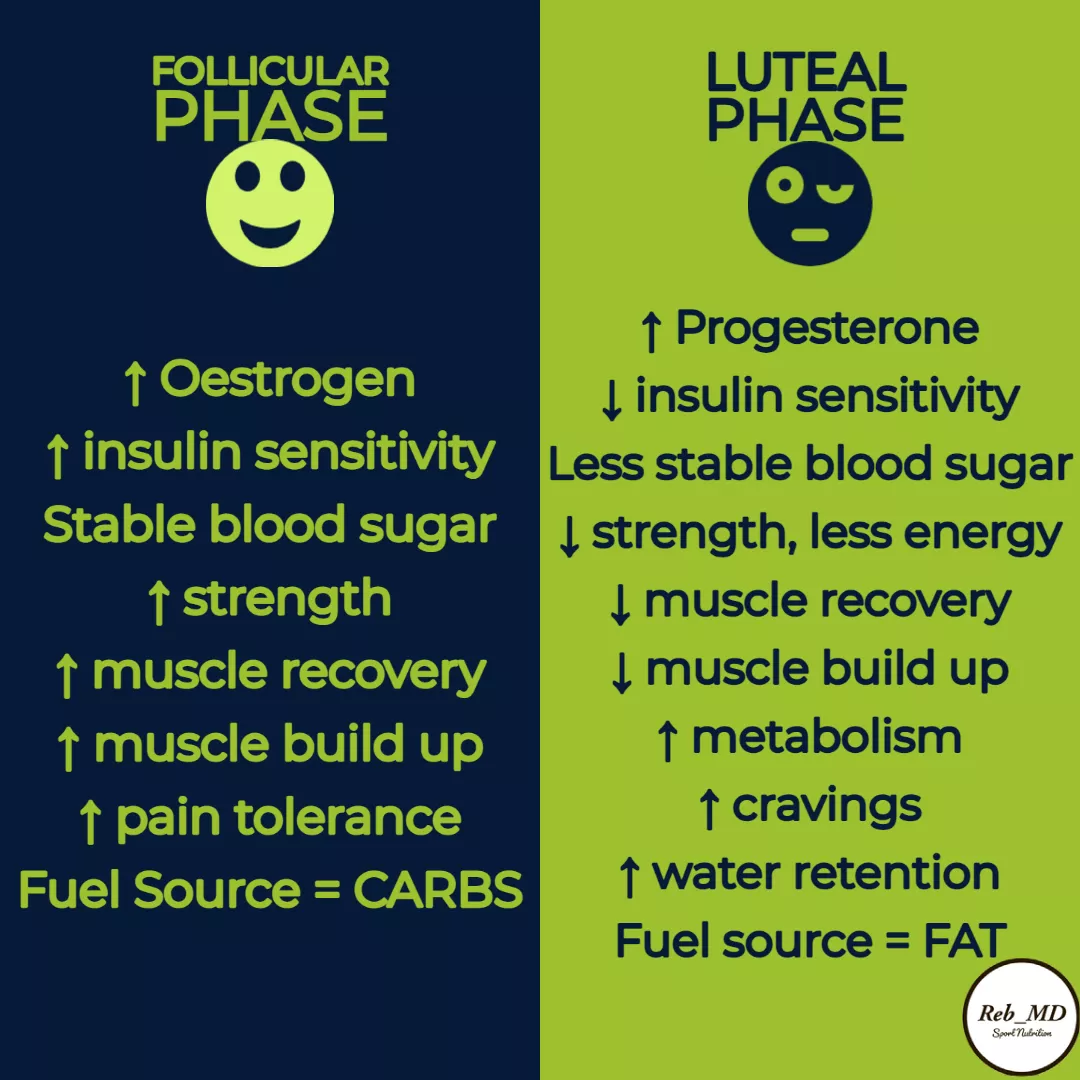 FOLLICULAR
PHASE
↑ Oestrogen
↑ insulin sensitivity
Stable blood sugar
↑ strength
↑ muscle recovery
↑ muscle build up
↑ pain tolerance
Fuel Source = CARBS
LUTEAL
PHASE
↑ Progesterone
↓ insulin sensitivity
Less stable blood sugar
↓ strength, less energy
↓ muscle recovery
↓ muscle build up
↑ metabolism
↑ cravings
↑ water retention
Fuel source = FAT
Reb_MD
Sport Nutrition